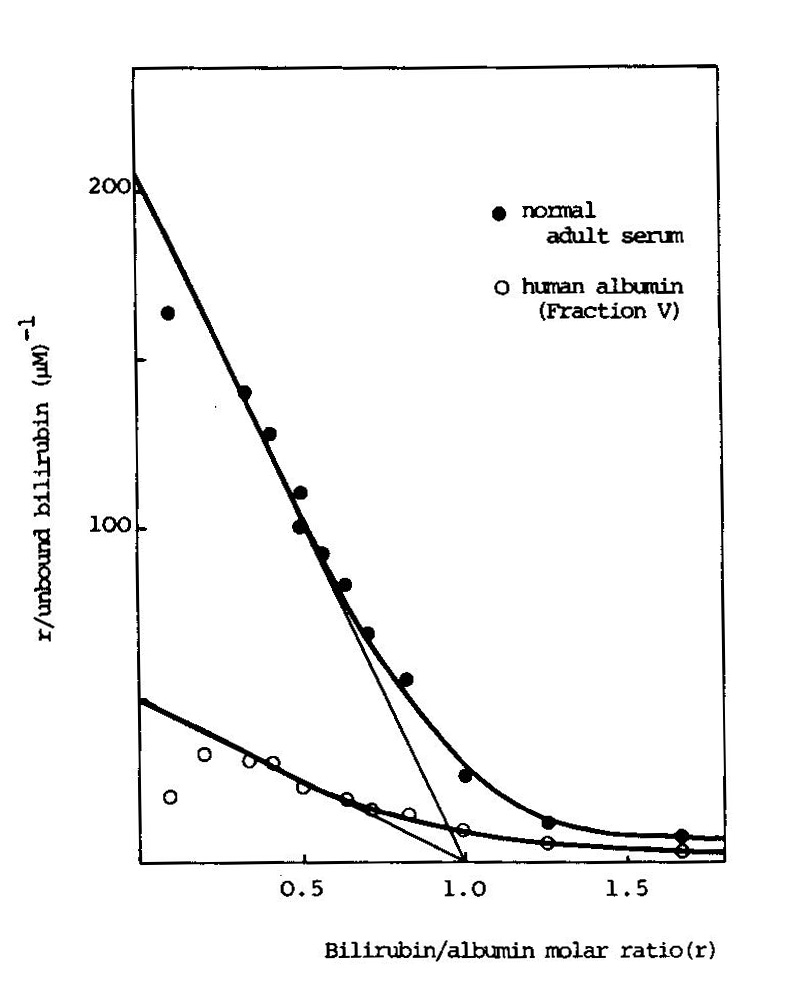 200
100
r/unbound bilirubin (µM)⁻¹
● normal
adult serum
○ human albumin
(Fraction V)
0.5 1.0 1.5
Bilirubin/albumin molar ratio(r)